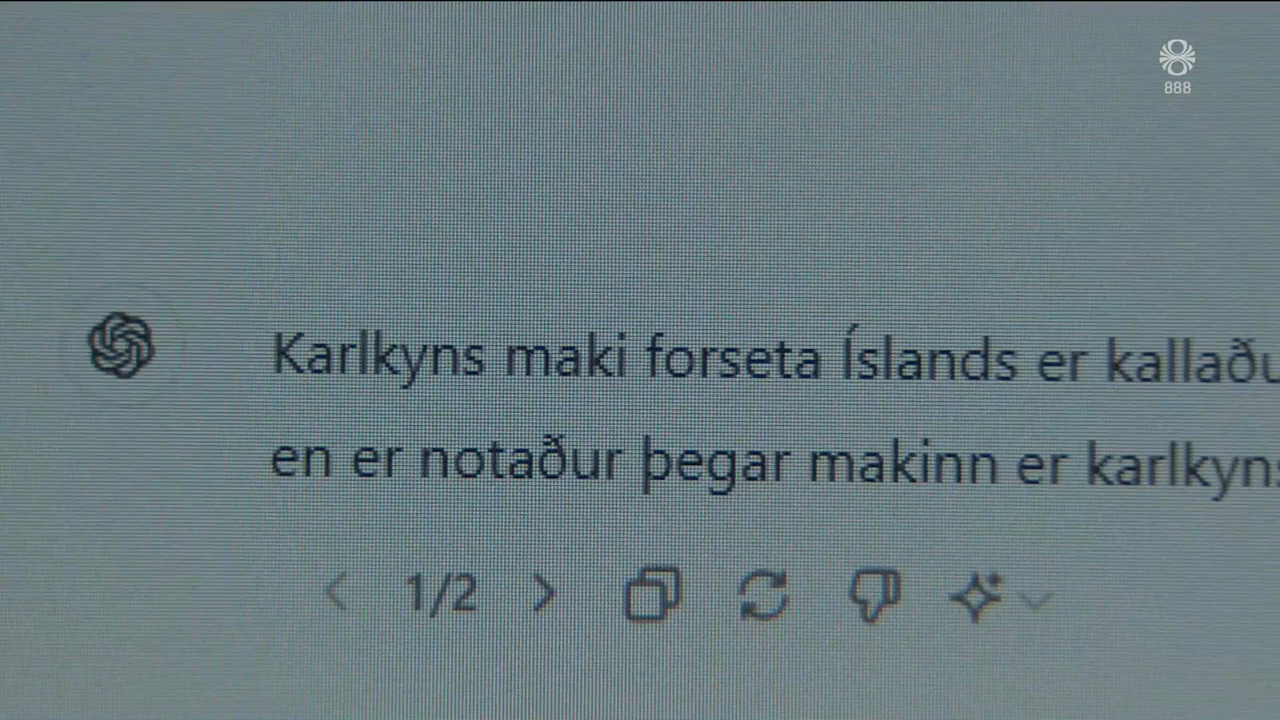 888
Karlkyns maki forseta Íslands er kallaðu
en er notaður þegar makinn er karlkyns
1/2